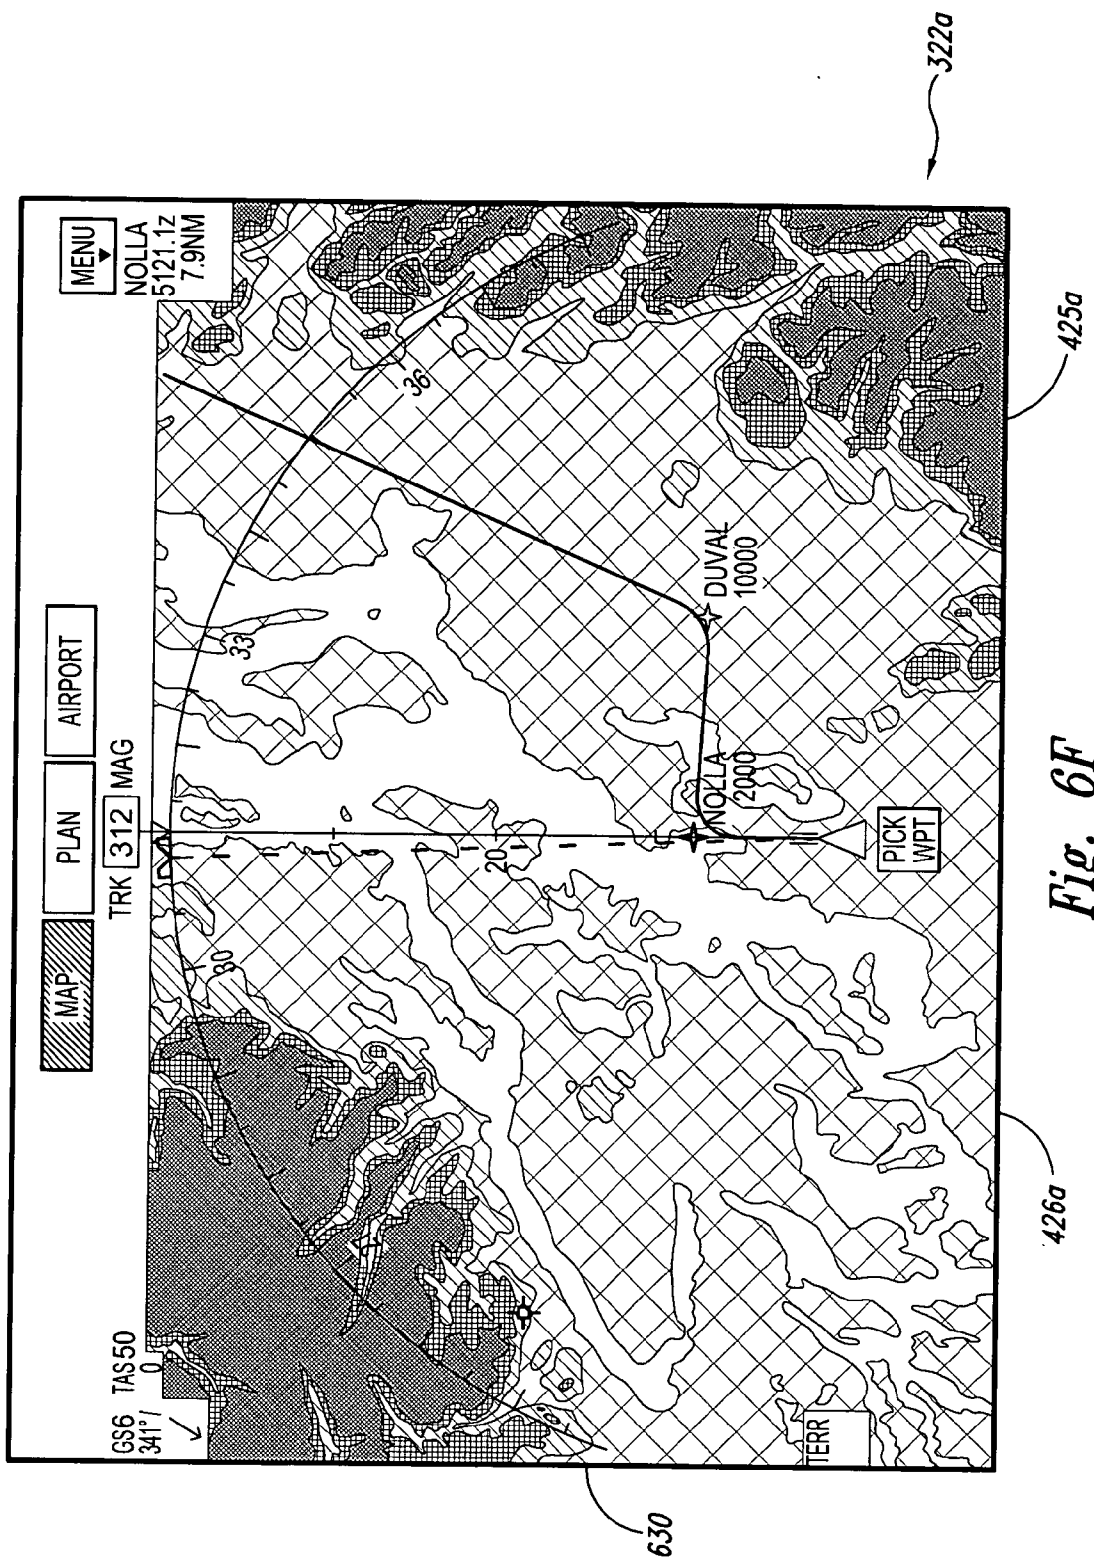 MAP PLAN AIRPORT
MENU
GS6 TAS50
341°/ 0
TRK 312 MAG
NOLLA
5121.1z
7.9NM
30
33
36
20
NOLLA
2000
DUVAL
10000
PICK
WPT
TERR
630
426a
425a
322a
Fig. 6F